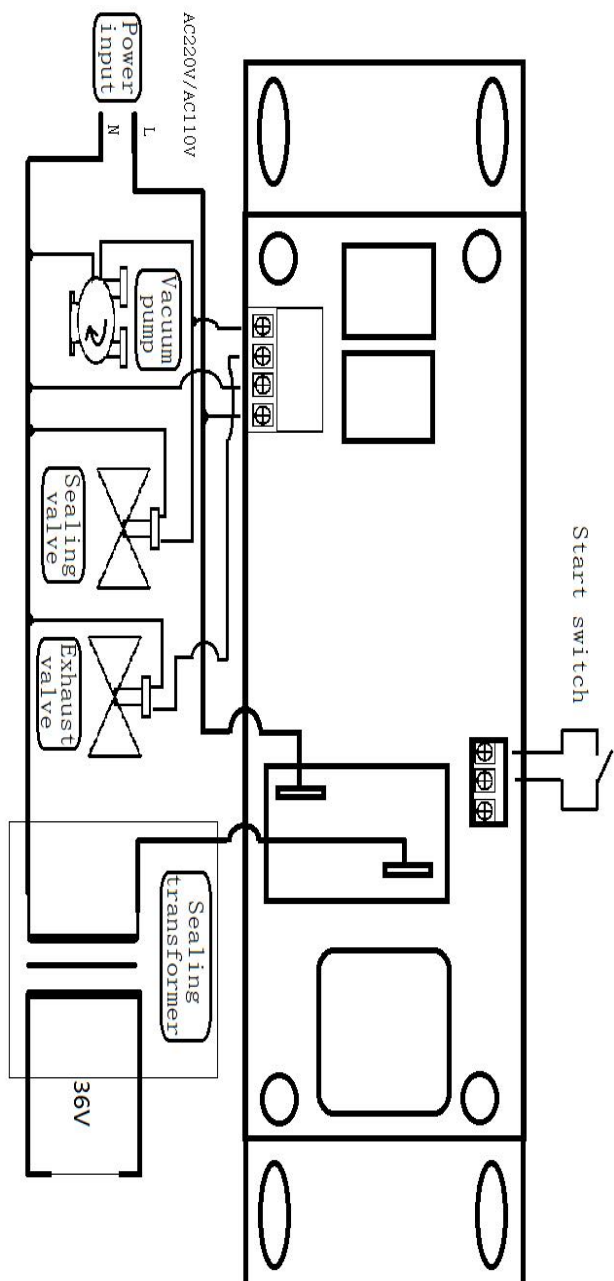 Start switch
AC220V/AC110V
Power
input
L
N
Vacuum
pump
Sealing
valve
Exhaust
valve
Sealing
transformer
36V